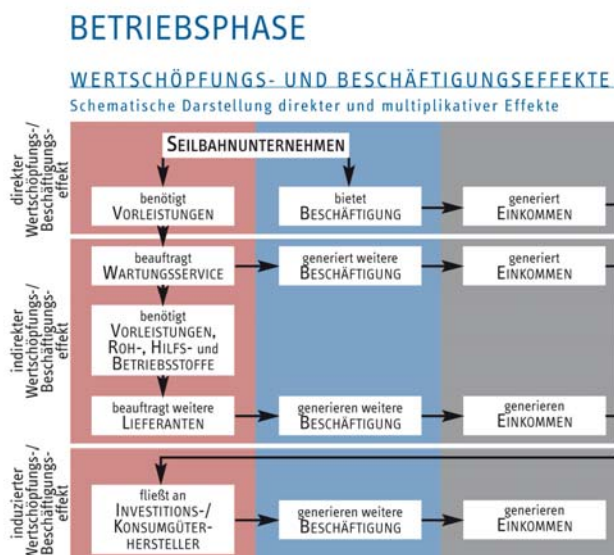 BETRIEBSPHASE
WERTSCHÖPFUNGS- UND BESCHÄFTIGUNGSEFFEKTE
Schematische Darstellung direkter und multiplikativer Effekte
direkter
Wertschöpfungs-/
Beschäftigungs-
effekt
SEILBAHNUNTERNEHMEN
benötigt
VORLEISTUNGEN
bietet
BESCHÄFTIGUNG
generiert
EINKOMMEN
indirekter
Wertschöpfungs-/
Beschäftigungs-
effekt
beauftragt
WARTUNGSSERVICE
generiert weitere
BESCHÄFTIGUNG
generiert
EINKOMMEN
benötigt
VORLEISTUNGEN,
ROH-, HILFS- und
BETRIEBSSTOFFE
beauftragt weitere
LIEFERANTEN
generieren weitere
BESCHÄFTIGUNG
generieren
EINKOMMEN
induzierter
Wertschöpfungs-/
Beschäftigungs-
effekt
fließt an
INVESTITIONS-/
KONSUMGÜTER-
HERSTELLER
generieren weitere
BESCHÄFTIGUNG
generieren
EINKOMMEN